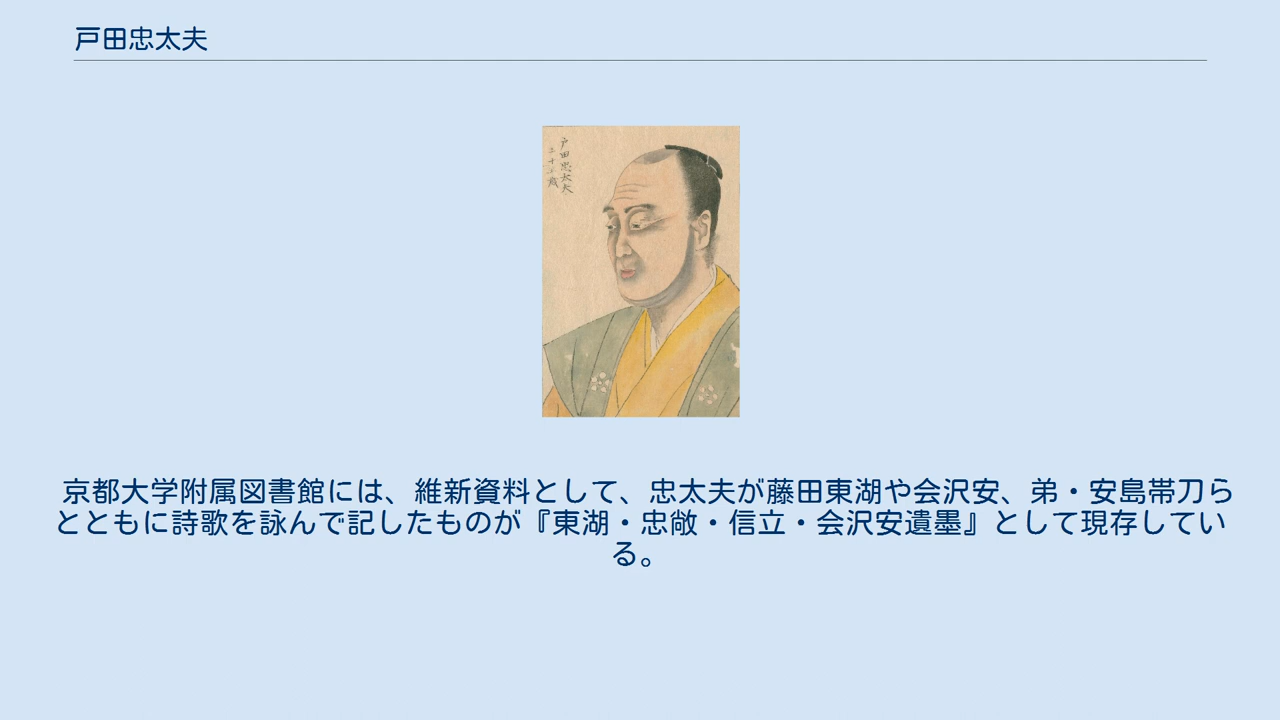 戸田忠太夫
戸田忠太夫
三十六歳
京都大学附属図書館には、維新資料として、忠太夫が藤田東湖や会沢安、弟・安島帯刀ら
とともに詩歌を詠んで記したものが『東湖・忠敞・信立・会沢安遺墨』として現存してい
る。